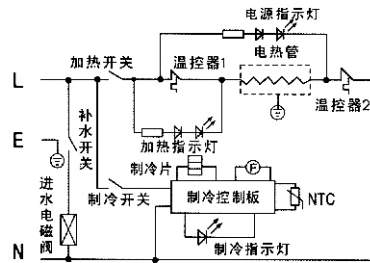 电源指示灯
加热开关
温控器1
电热管
L
温控器2
补水开关
E
加热指示灯
制冷片
进水电磁阀
制冷开关
制冷控制板
NTC
制冷指示灯
N